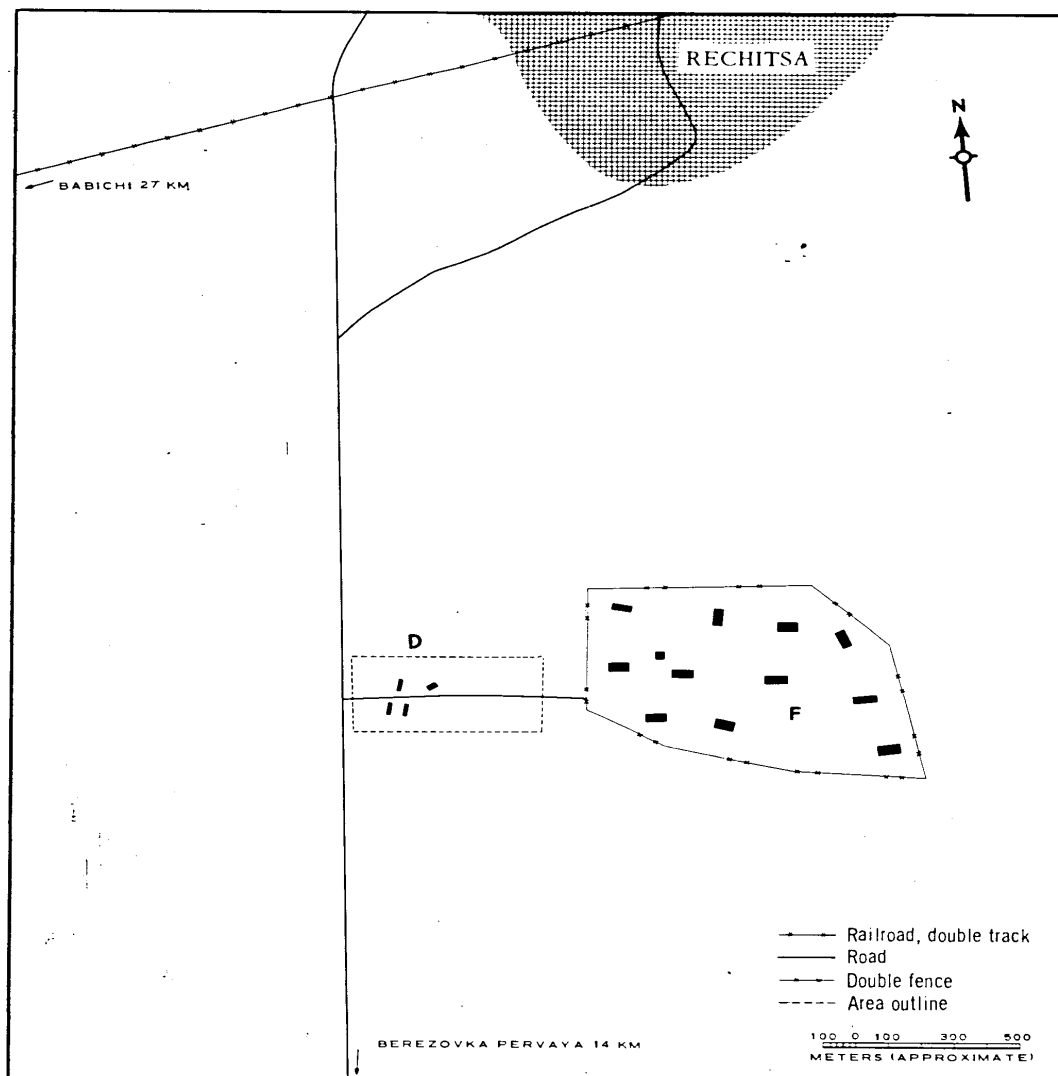 RECHITSA
N
BABICHI 27 KM
D
F
Railroad, double track
Road
Double fence
Area outline
100 0 100 300 500
METERS (APPROXIMATE)
BEREZOVKA PERVAYA 14 KM